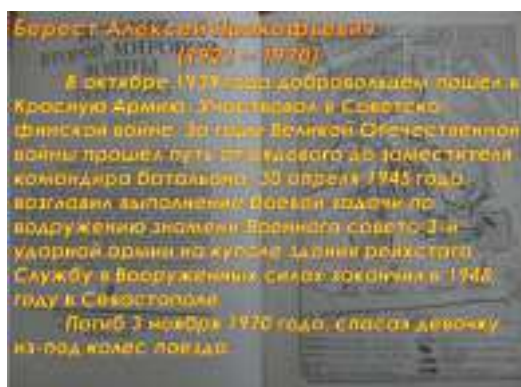 Берест Алексей Прокофьевич
(1921 – 1970)
В октябре 1939 года добровольцем пошел в
Красную Армию. Участвовал в Советско-
финской войне. За годы Великой Отечественной
войны прошел путь от рядового до заместителя
командира батальона. 30 апреля 1945 года
возглавил выполнение боевой задачи по
водружению знамени Военного совета 3-й
ударной армии на купole здания рейхстага.
Службу в Вооруженных силах закончил в 1948
году в Севастополе.
Погиб 3 ноября 1970 года, спасая девочку
из-под колес поезда.